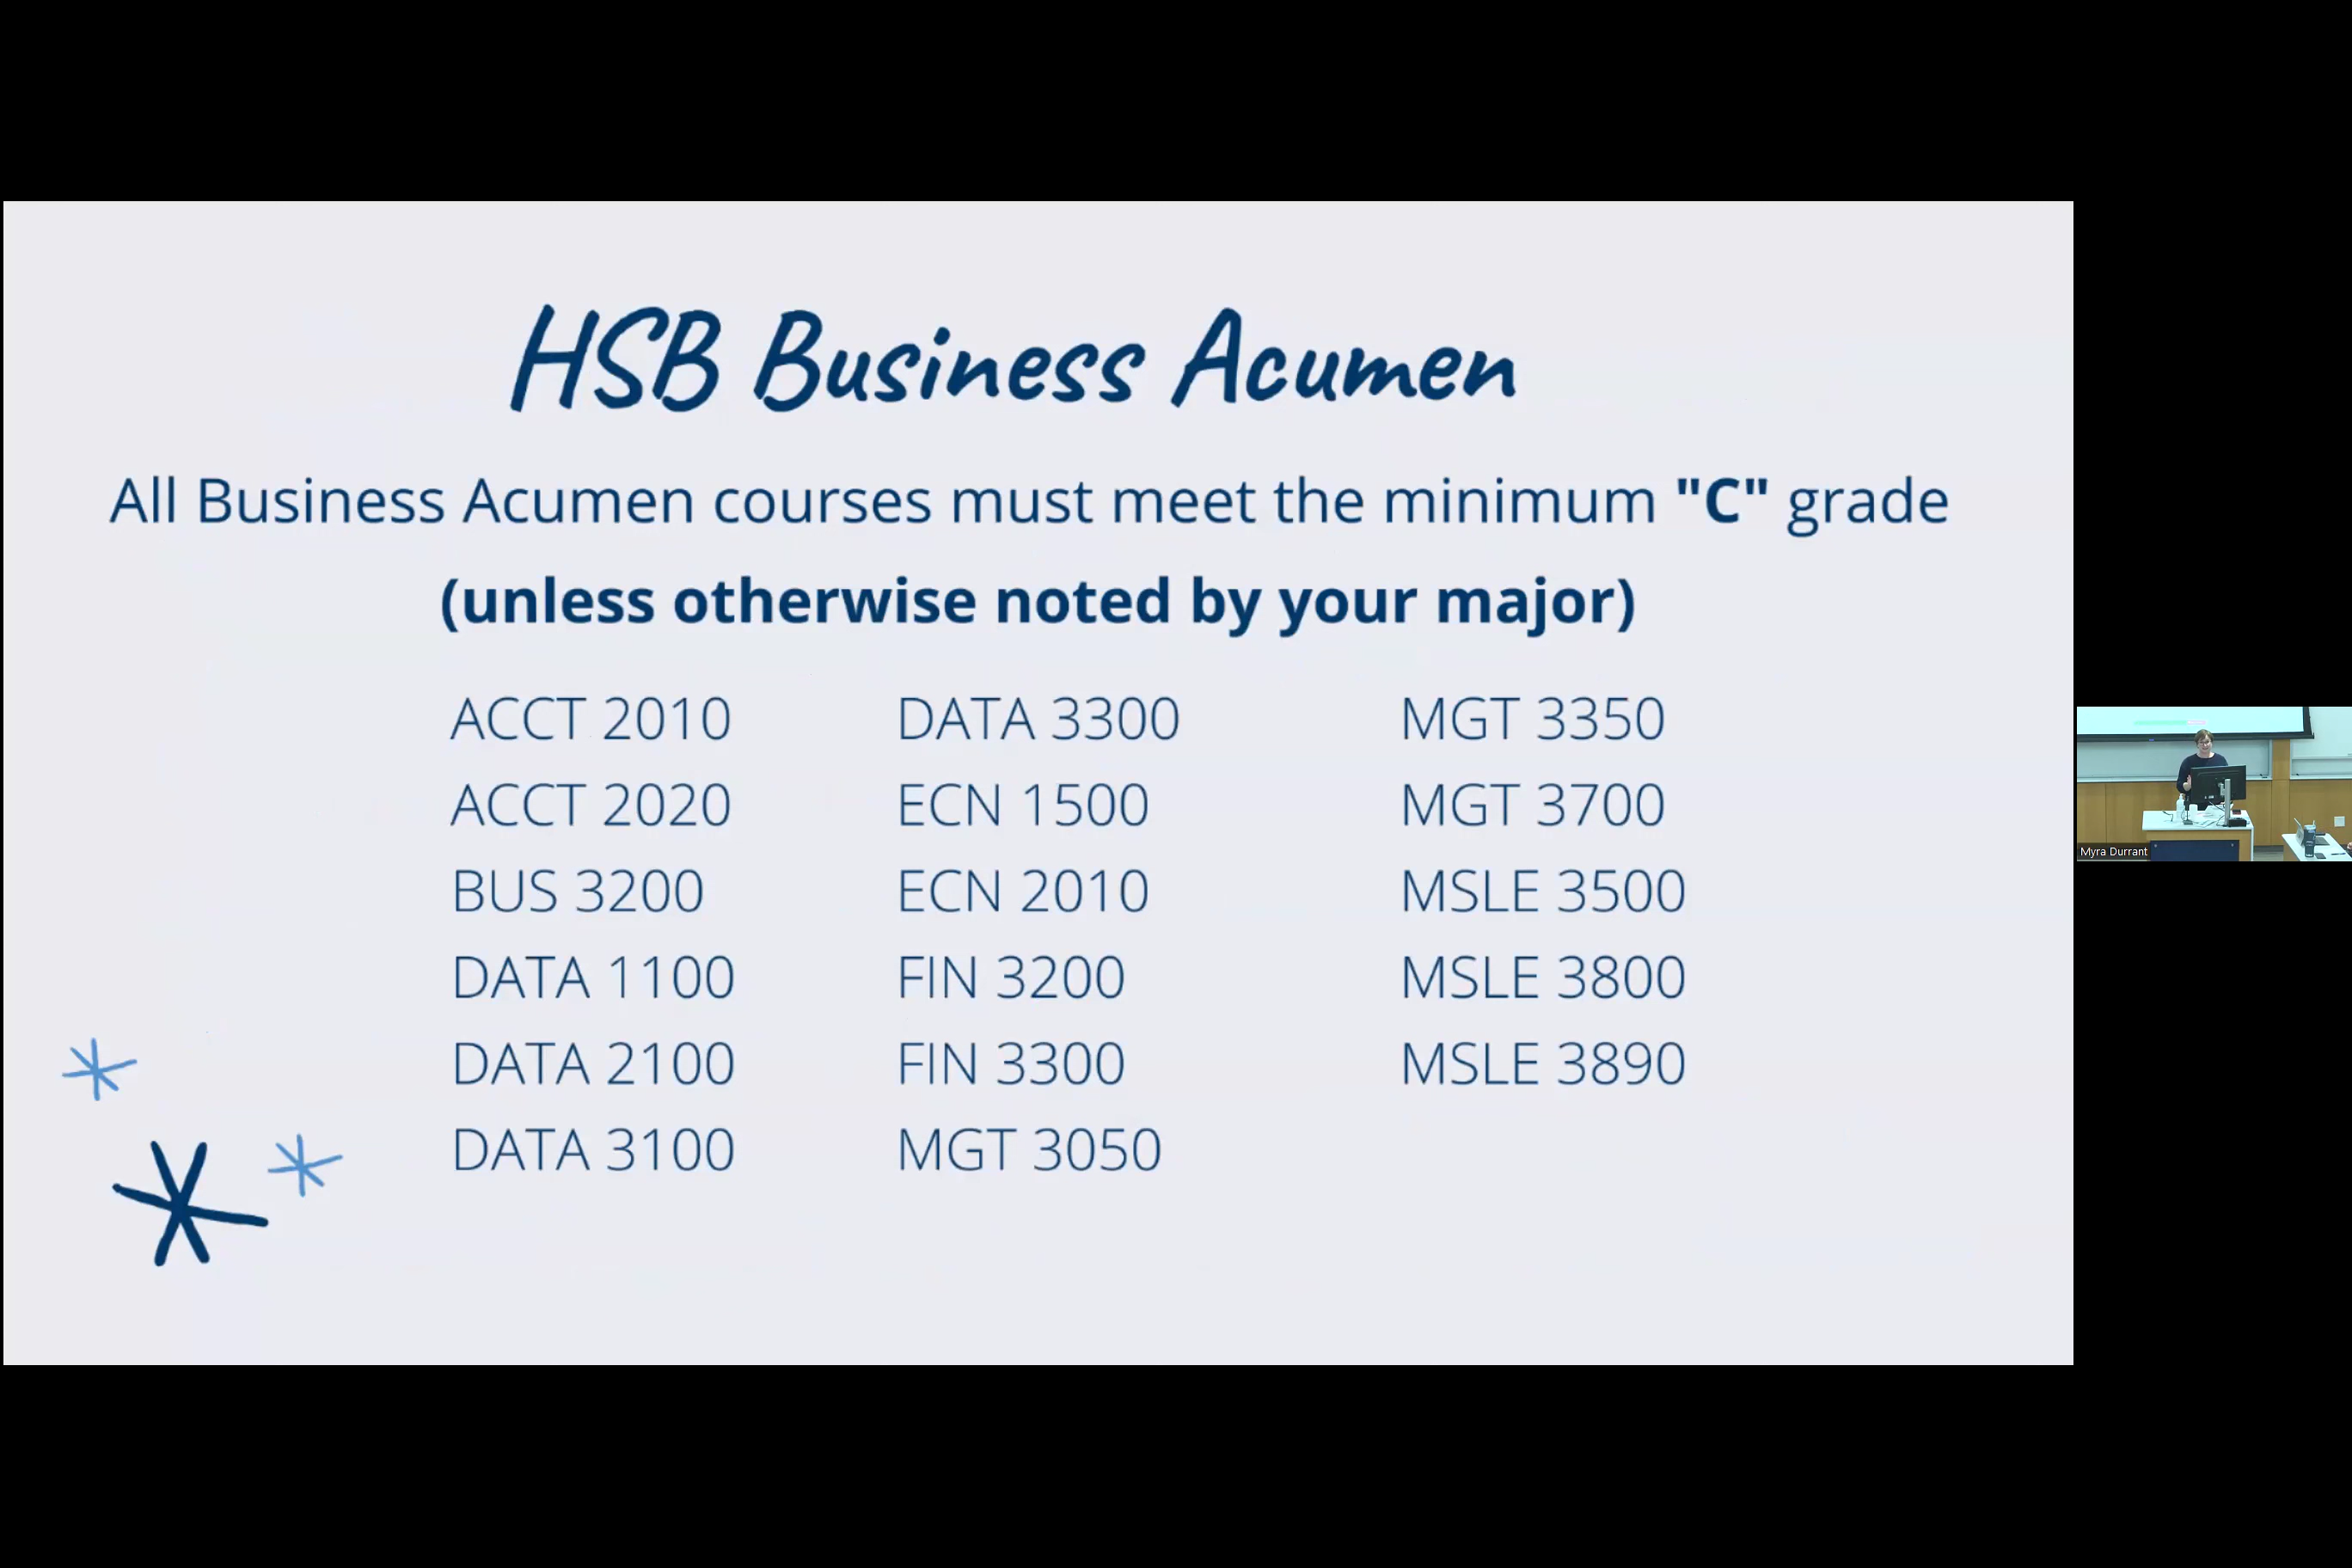 HSB Business Acumen
All Business Acumen courses must meet the minimum "C" grade
(unless otherwise noted by your major)
ACCT 2010
ACCT 2020
BUS 3200
DATA 1100
DATA 2100
DATA 3100
DATA 3300
ECN 1500
ECN 2010
FIN 3200
FIN 3300
MGT 3050
MGT 3350
MGT 3700
MSLE 3500
MSLE 3800
MSLE 3890
Myra Durrant